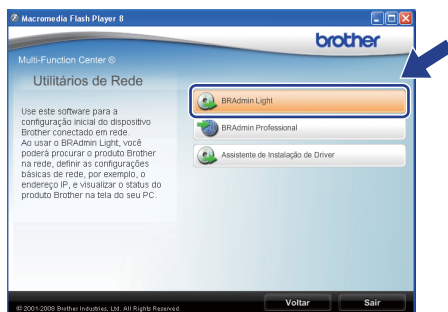 Macromedia Flash Player 8
brother
Multi-Function Center ®
Utilitários de Rede
Use este software para a
configuração inicial do dispositivo
Brother conectado em rede.
Ao usar o BRAdmin Light, você
poderá procurar o produto Brother
na rede, definir as configurações
básicas de rede, por exemplo, o
endereço IP, e visualizar o status do
produto Brother na tela do seu PC.
BRAdmin Light
BRAdmin Professional
Assistente de Instalação de Driver
© 2001-2008 Brother Industries, Ltd. All Rights Reserved.
Voltar
Sair